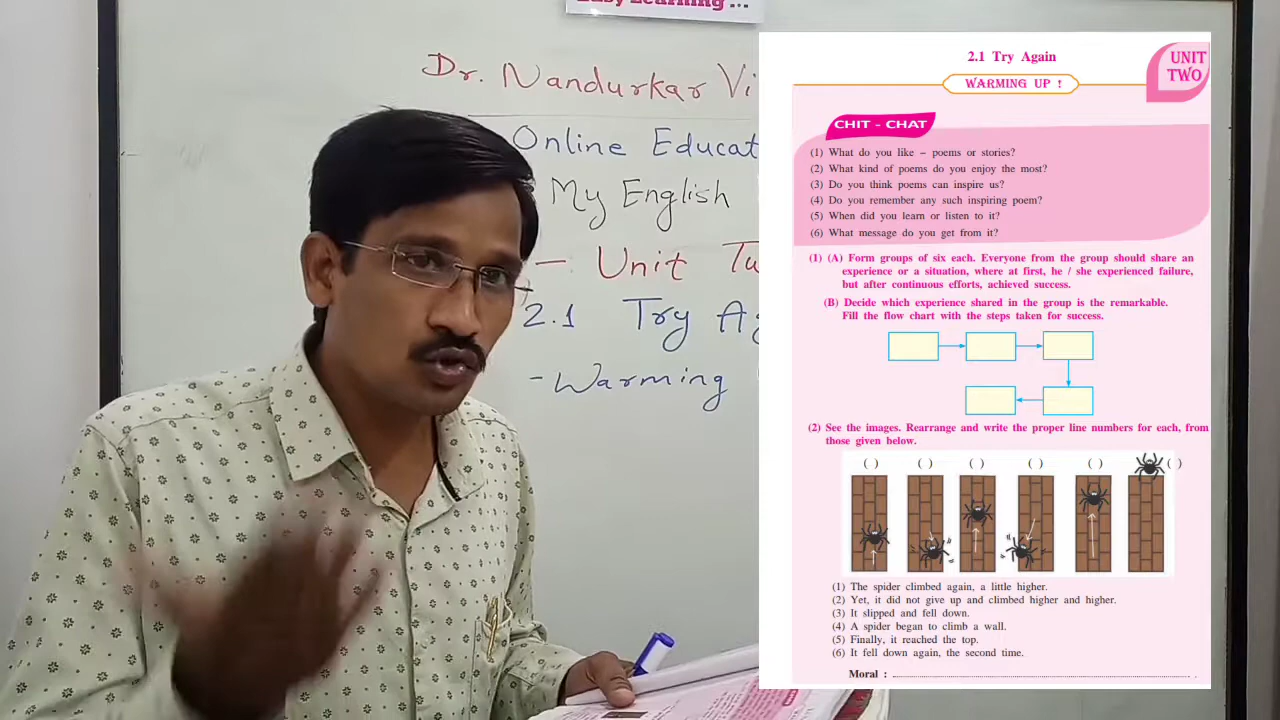 Easy Learning ...
Dr. Nandurkar Vi
Online Educat
My English
- Unit Tw
2.1 Try Ag
- Warming
2.1 Try Again
UNIT
TWO
WARMING UP !
CHIT - CHAT
(1) What do you like – poems or stories?
(2) What kind of poems do you enjoy the most?
(3) Do you think poems can inspire us?
(4) Do you remember any such inspiring poem?
(5) When did you learn or listen to it?
(6) What message do you get from it?
(1) (A) Form groups of six each. Everyone from the group should share an
experience or a situation, where at first, he / she experienced failure,
but after continuous efforts, achieved success.
(B) Decide which experience shared in the group is the remarkable.
Fill the flow chart with the steps taken for success.
(2) See the images. Rearrange and write the proper line numbers for each, from
those given below.
( ) ( ) ( ) ( ) ( ) ( )
(1) The spider climbed again, a little higher.
(2) Yet, it did not give up and climbed higher and higher.
(3) It slipped and fell down.
(4) A spider began to climb a wall.
(5) Finally, it reached the top.
(6) It fell down again, the second time.
Moral : .